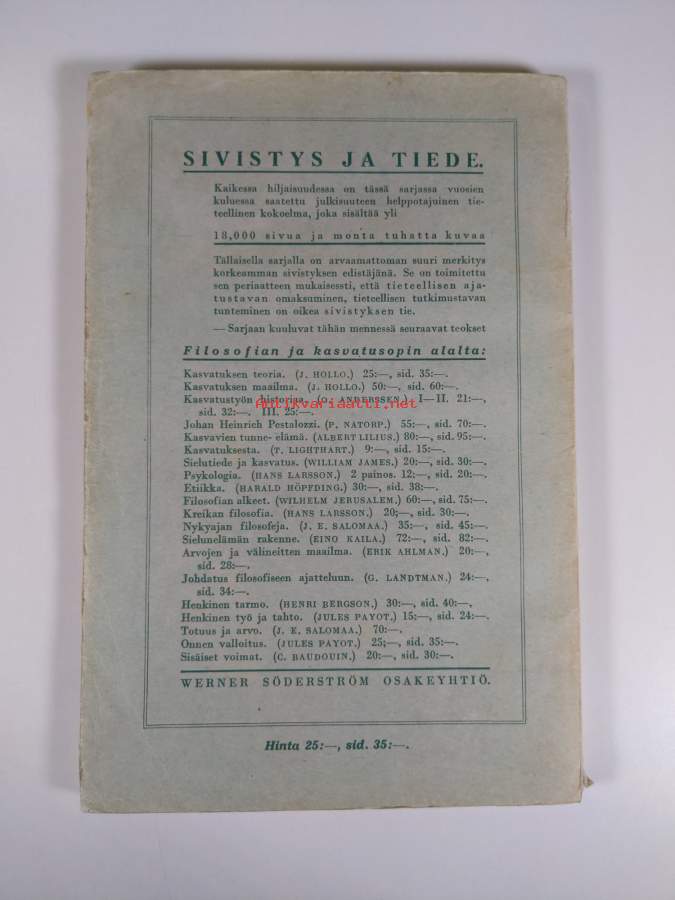 SIVISTYS JA TIEDE.
Kaikessa hiljaisuudessa on tässä sarjassa vuosien
kuluessa saatettu julkisuuteen helppotajuinen tie-
teellinen kokoelma, joka sisältää yli
18,000 sivua ja monta tuhatta kuvaa
Tällaisella sarjalla on arvaamattoman suuri merkitys
korkeamman sivistyksen edistäjänä. Se on toimitettu
sen periaatteen mukaisessti, että tieteellisen aja-
tustavan omaksuminen, tieteellisen tutkimustavan
tunteminen on oikea sivistyksen tie.
— Sarjaan kuuluvat tähän mennessä seuraavat teokset
Filosofian ja kasvatusopin alalta:
Kasvatuksen teoria. (J. HOLLO.) 25:—, sid. 35:—.
Kasvatuksen maailma. (J. HOLLO.) 50:—, sid. 60:—.
Kasvatustyön historiaa. (O. ANDERSSEN.) I—II. 21:—,
Antikvariaatti.net
sid. 32:—. III. 25:—.
Johan Heinrich Pestalozzi. (P. NATORP.) 55:—, sid. 70:—.
Kasvavien tunne- elämä. (ALBERT LILIUS.) 80:—, sid. 95:—.
Kasvatuksesta. (T. LIGHTHART.) 9:—, sid. 15:—.
Sielutiede ja kasvatus. (WILLIAM JAMES.) 20:—, sid. 30:—.
Psykologia. (HANS LARSSON.) 2 painos. 12;—, sid. 20:—.
Etiikka. (HARALD HÖPFDING.) 30:—, sid. 38:—.
Filosofian alkeet. (WILHELM JERUSALEM.) 60:—, sid. 75:—.
Kreikan filosofia. (HANS LARSSON.) 20;—, sid. 30:—.
Nykyajan filosofeja. (J. E. SALOMAA.) 35:—, sid. 45:—.
Sielunelämän rakenne. (EINO KAILA.) 72:—, sid. 82:—.
Arvojen ja välineitten maailma. (ERIK AHLMAN.) 20:—,
sid. 28:—.
Johdatus filosofiseen ajatteluun. (G. LANDTMAN.) 24:—,
sid. 34:—.
Henkinen tarmo. (HENRI BERGSON.) 30:—, sid. 40:—.
Henkinen työ ja tahto. (JULES PAYOT.) 15:—, sid. 24:—.
Totuus ja arvo. (J. E. SALOMAA.) 70:—.
Onnen valloitus. (JULES PAYOT.) 25;—, sid. 35:—.
Sisäiset voimat. (C. BAUDOUIN.) 20:—, sid. 30:—.
WERNER SÖDERSTRÖM OSAKEYHTIÖ.
Hinta 25:—, sid. 35:—.